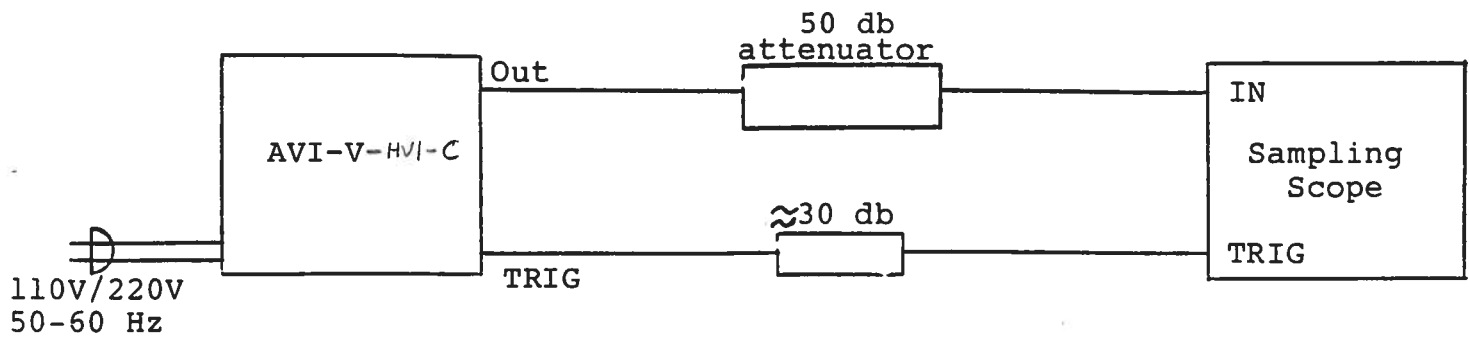 50 db
attenuator
Out
IN
AVI-V-HVI-C
Sampling
Scope
≈30 db
TRIG
TRIG
110V/220V
50-60 Hz